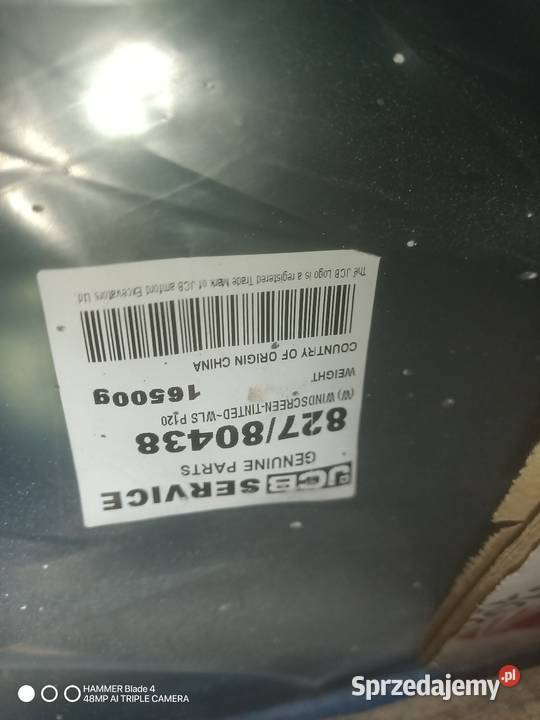 JCB SERVICE
GENUINE PARTS
827/80438
(W) WINDSCREEN-TINTED~WLS P120
WEIGHT 16500g
COUNTRY OF ORIGIN CHINA
The JCB Logo is a registered Trade Mark of JCB amford Excevators Ltd.
HAMMER Blade 4
48MP AI TRIPLE CAMERA
Sprzedajemy.pl